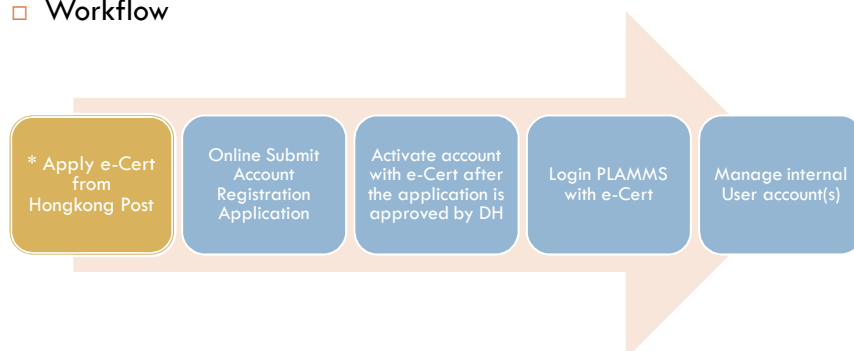 Workflow
* Apply e-Cert
from
Hongkong Post
Online Submit
Account
Registration
Application
Activate account
with e-Cert after
the application is
approved by DH
Login PLAMMS
with e-Cert
Manage internal
User account(s)